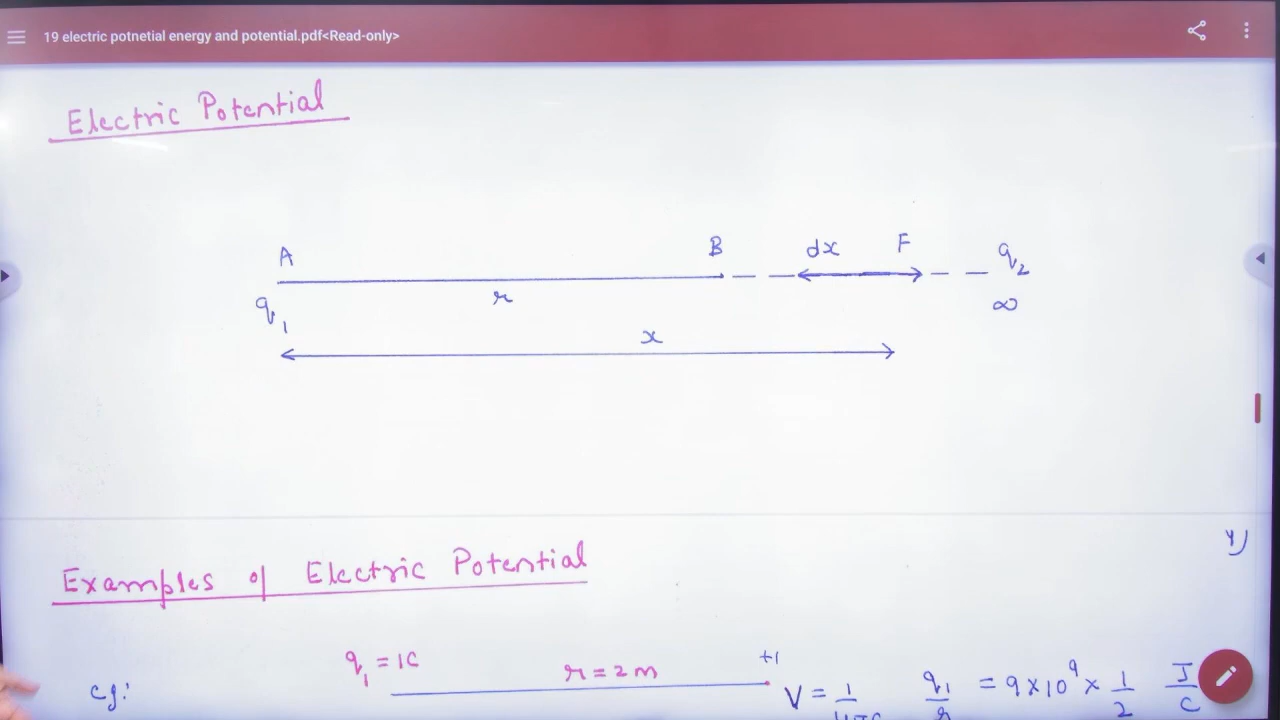 19 electric potnetial energy and potential.pdf<Read-only>
Electric Potential
A B dx F q₂
q₁ r ∞
x
Examples of Electric Potential
eg:
q₁ = 1C r = 2m +1
V = 1 q₁/r = 9×10⁹ × 1/2 J/C